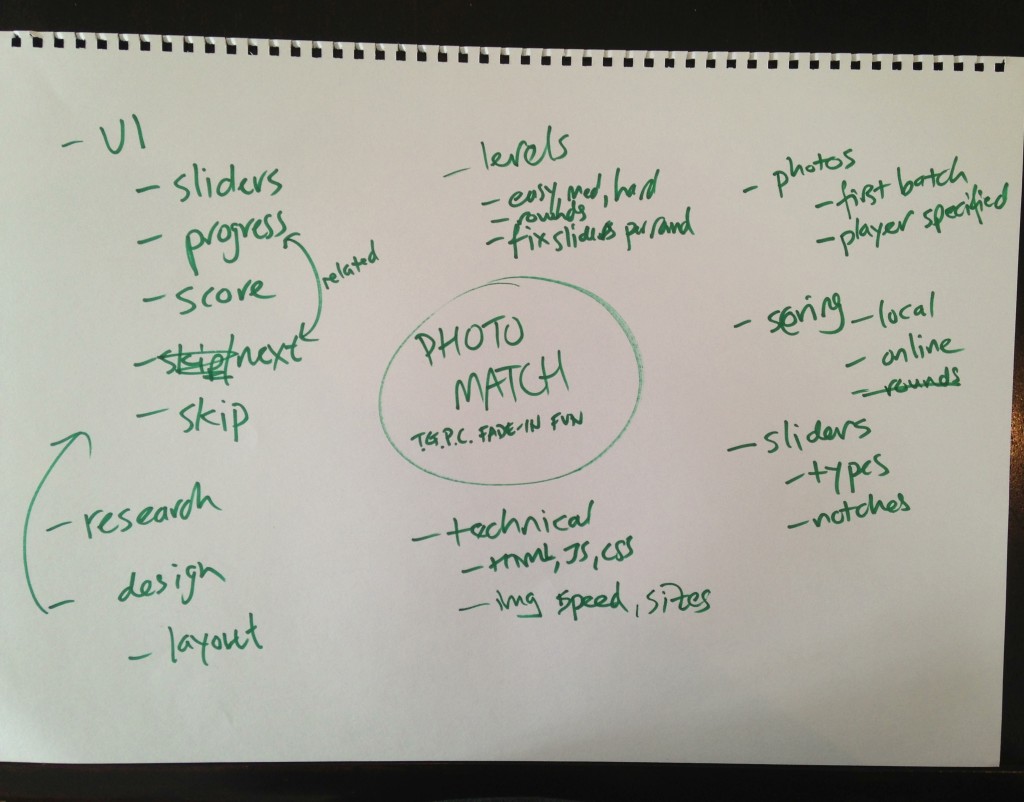 - UI
- sliders
- progress
- score
- skip/next
- skip
related
- research
- design
- layout
- levels
- easy, med, hard
- rounds
- fix sliders per round
PHOTO
MATCH
T.G.P.C. FADE-IN FUN
- technical
- HTML, JS, CSS
- img speed, sizes
- photos
- first batch
- player specified
- local
- online
- rounds
- sliders
- types
- notches